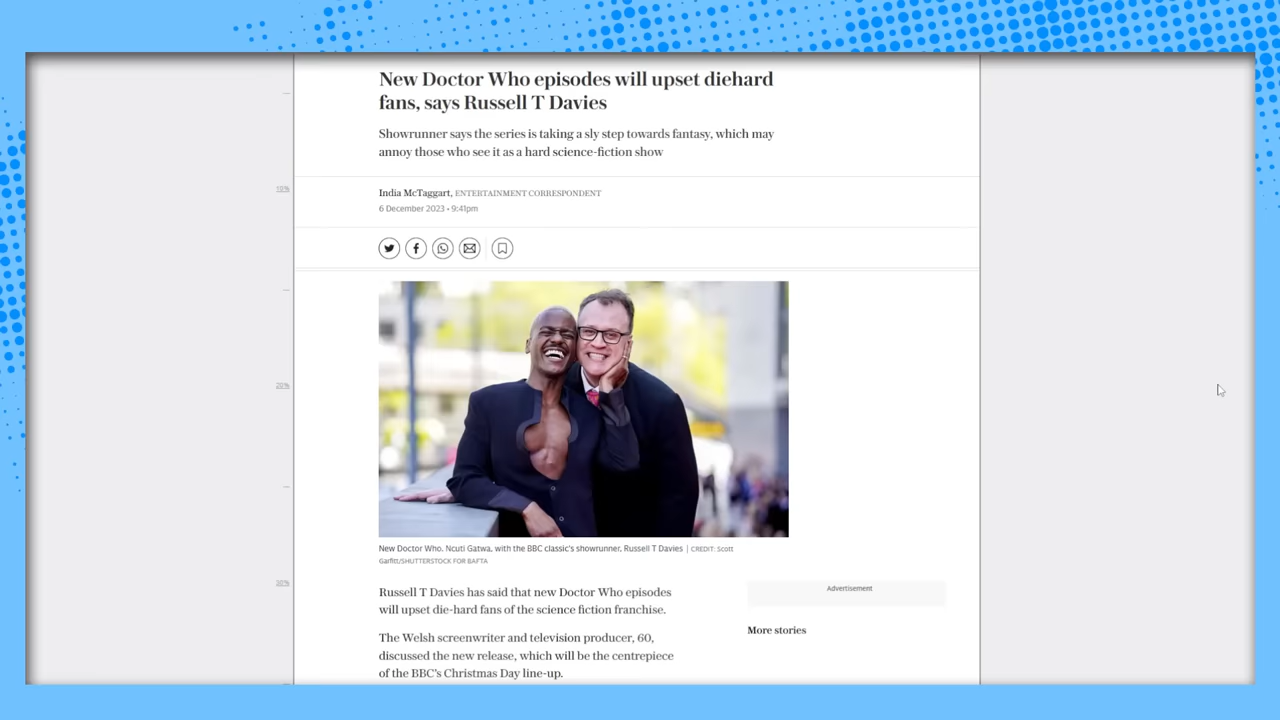 New Doctor Who episodes will upset diehard
fans, says Russell T Davies
Showrunner says the series is taking a sly step towards fantasy, which may
annoy those who see it as a hard science-fiction show
10%
India McTaggart, ENTERTAINMENT CORRESPONDENT
6 December 2023 • 9:41pm
20%
New Doctor Who, Ncuti Gatwa, with the BBC classic's showrunner, Russell T Davies | CREDIT: Scott
Garfitt/SHUTTERSTOCK FOR BAFTA
30%
Russell T Davies has said that new Doctor Who episodes
will upset die-hard fans of the science fiction franchise.
Advertisement
More stories
The Welsh screenwriter and television producer, 60,
discussed the new release, which will be the centrepiece
of the BBC's Christmas Day line-up.